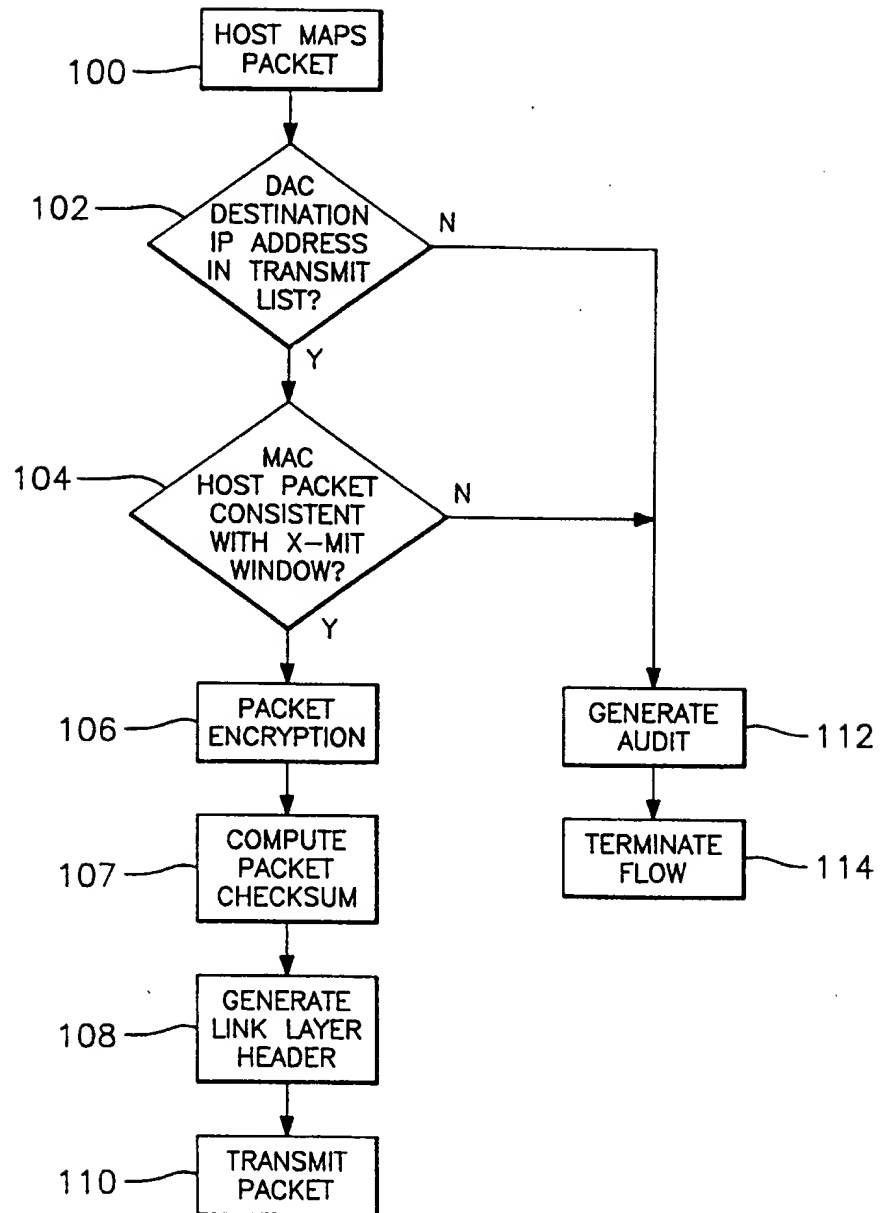 HOST MAPS
PACKET
100
DAC
DESTINATION
IP ADDRESS
IN TRANSMIT
LIST?
102
N
Y
MAC
HOST PACKET
CONSISTENT
WITH X-MIT
WINDOW?
104
N
Y
PACKET
ENCRYPTION
106
GENERATE
AUDIT
112
COMPUTE
PACKET
CHECKSUM
107
TERMINATE
FLOW
114
GENERATE
LINK LAYER
HEADER
108
TRANSMIT
PACKET
110